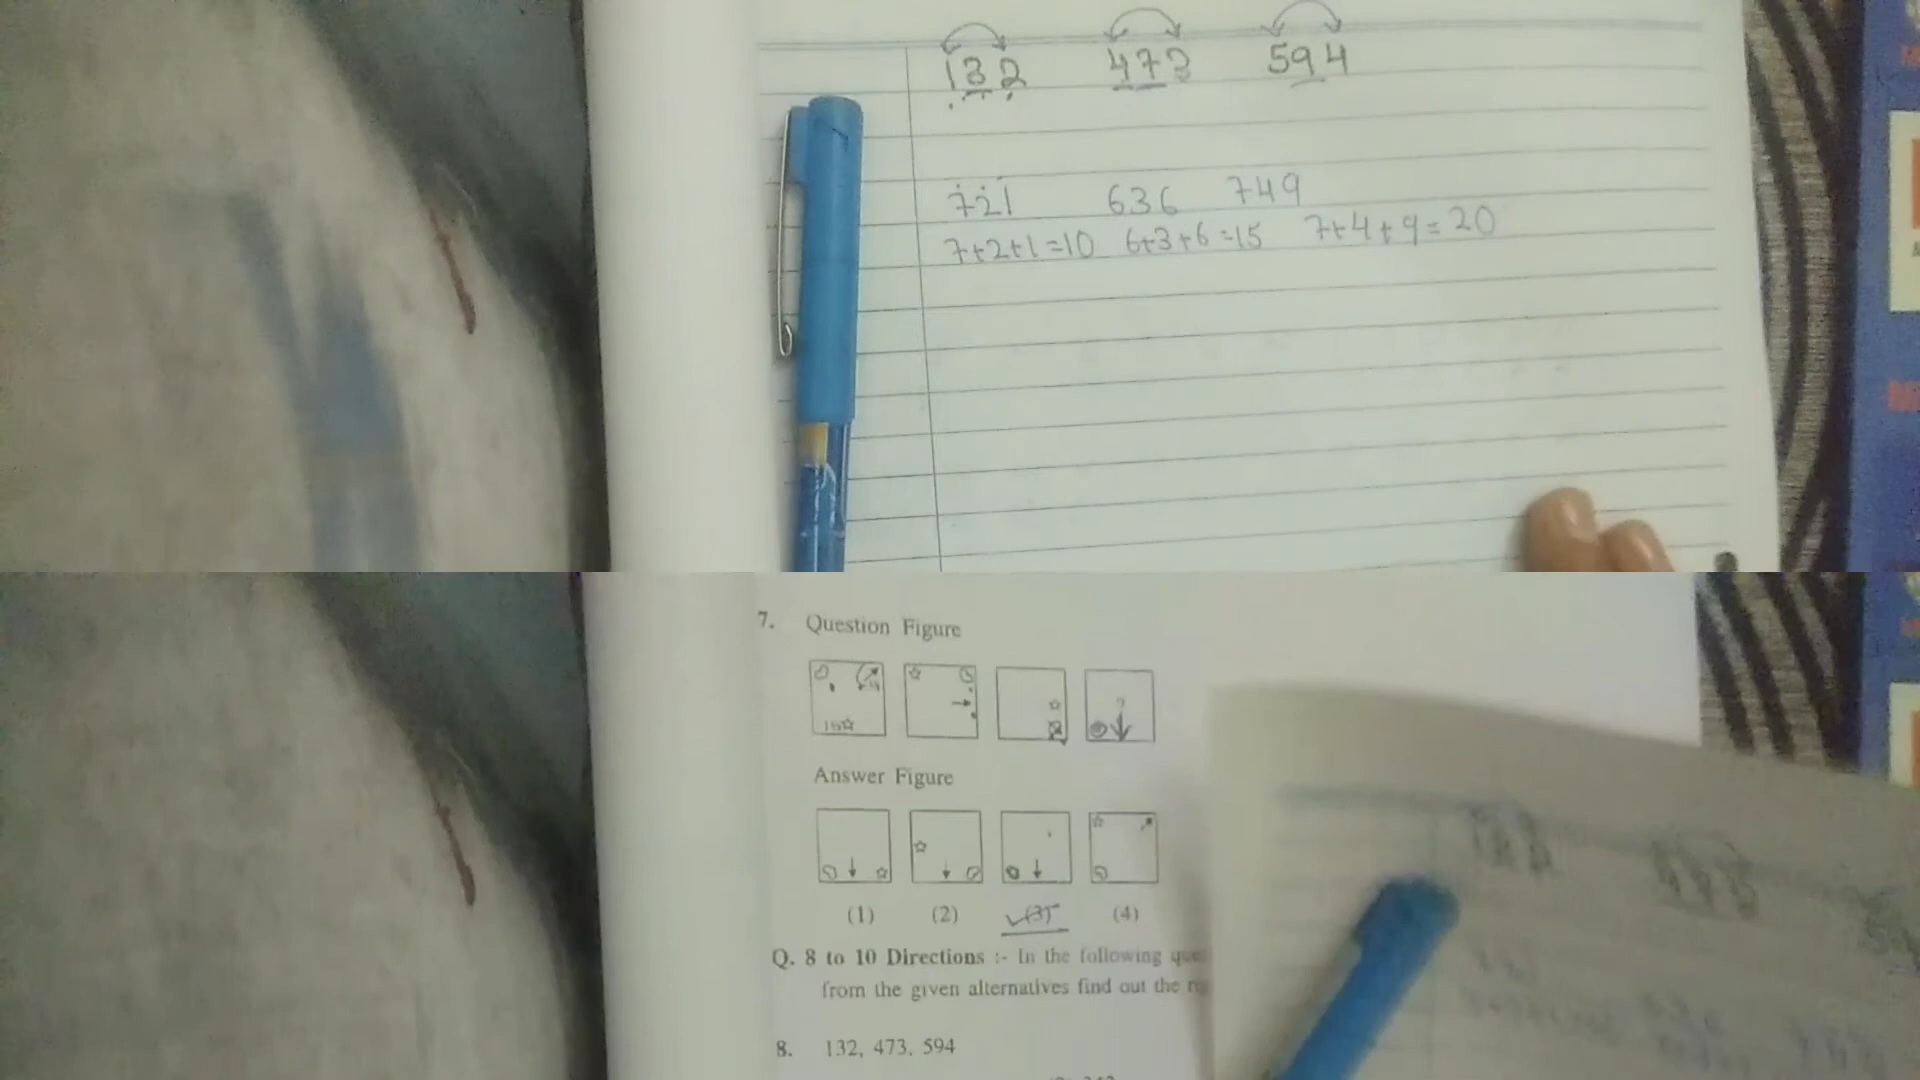 132 473 594
721 636 749
7+2+1=10 6+3+6=15 7+4+9=20
7. Question Figure
Answer Figure
(1) (2) (3) (4)
Q. 8 to 10 Directions :- In the following
from the given alternatives find out the
8. 132, 473, 594